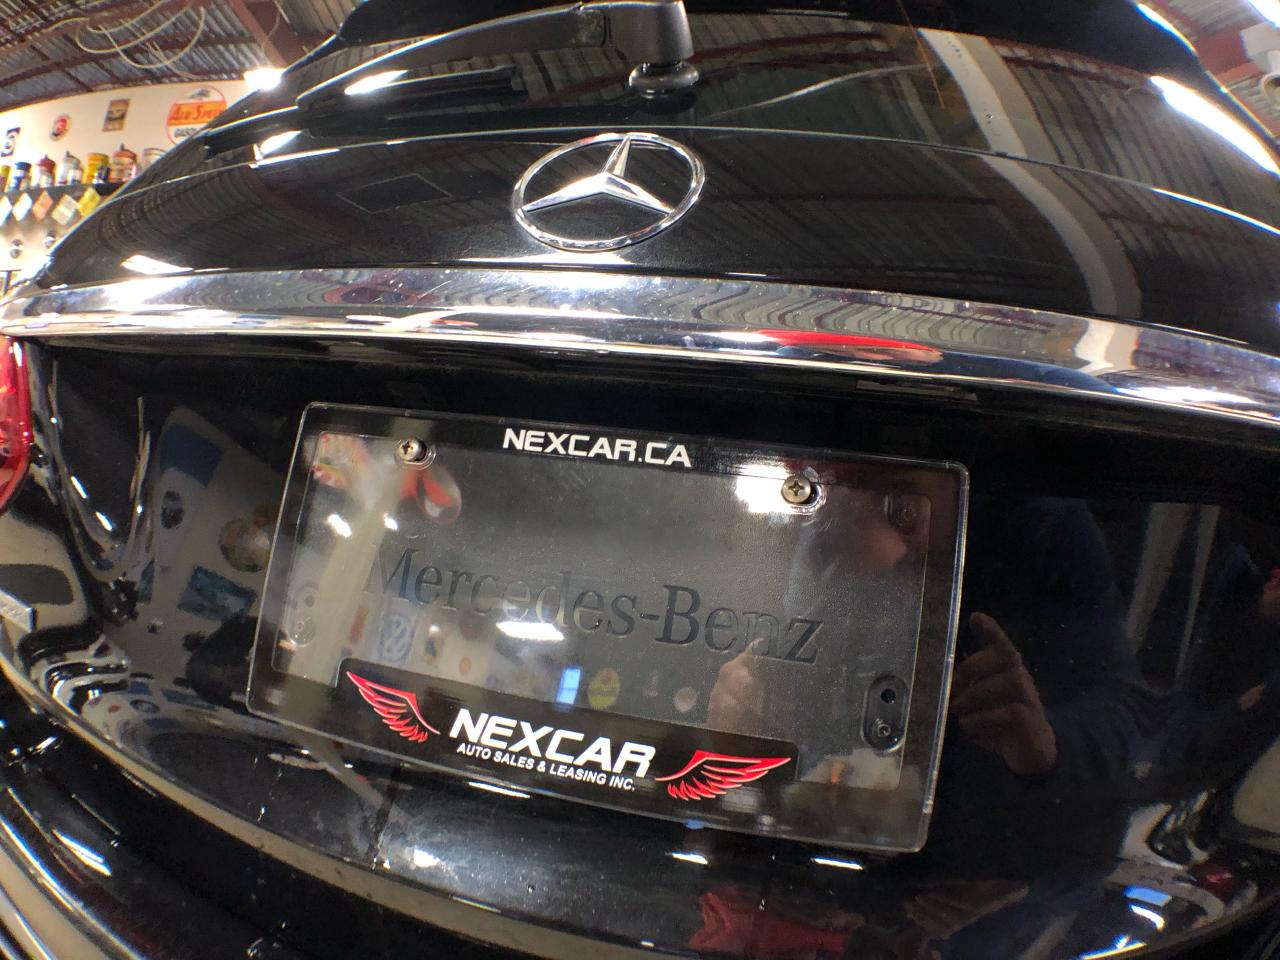 NEXCAR.CA
Mercedes-Benz
NEXCAR
AUTO SALES & LEASING INC.